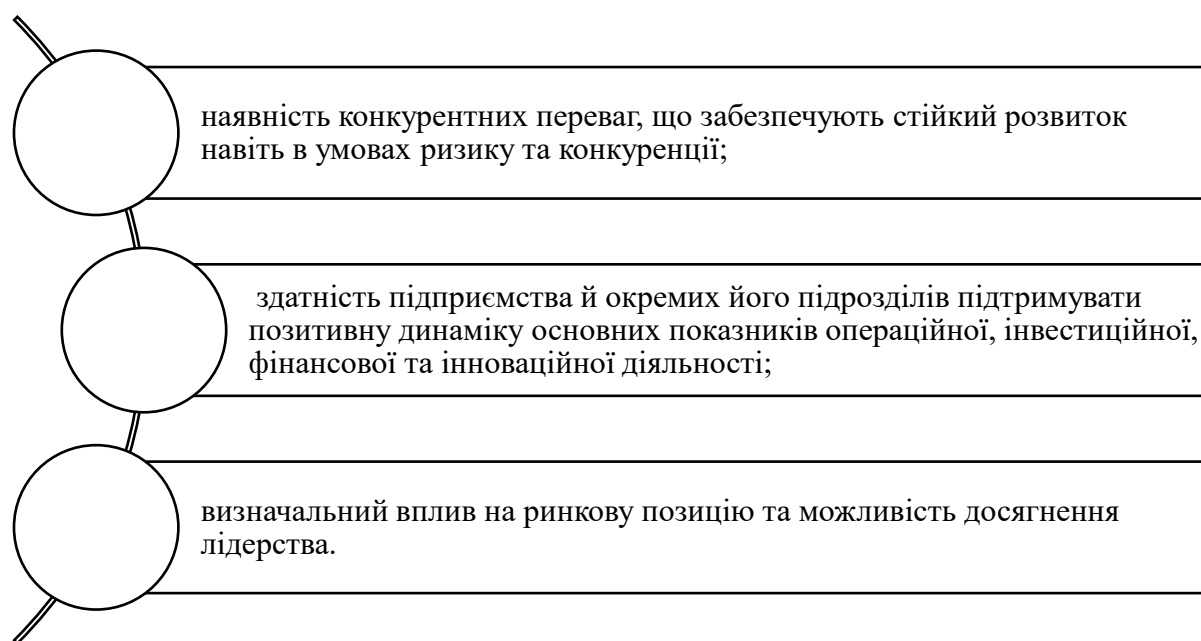 наявність конкурентних переваг, що забезпечують стійкий розвиток
навіть в умовах ризику та конкуренції;
здатність підприємства й окремих його підрозділів підтримувати
позитивну динаміку основних показників операційної, інвестиційної,
фінансової та інноваційної діяльності;
визначальний вплив на ринкову позицію та можливість досягнення
лідерства.